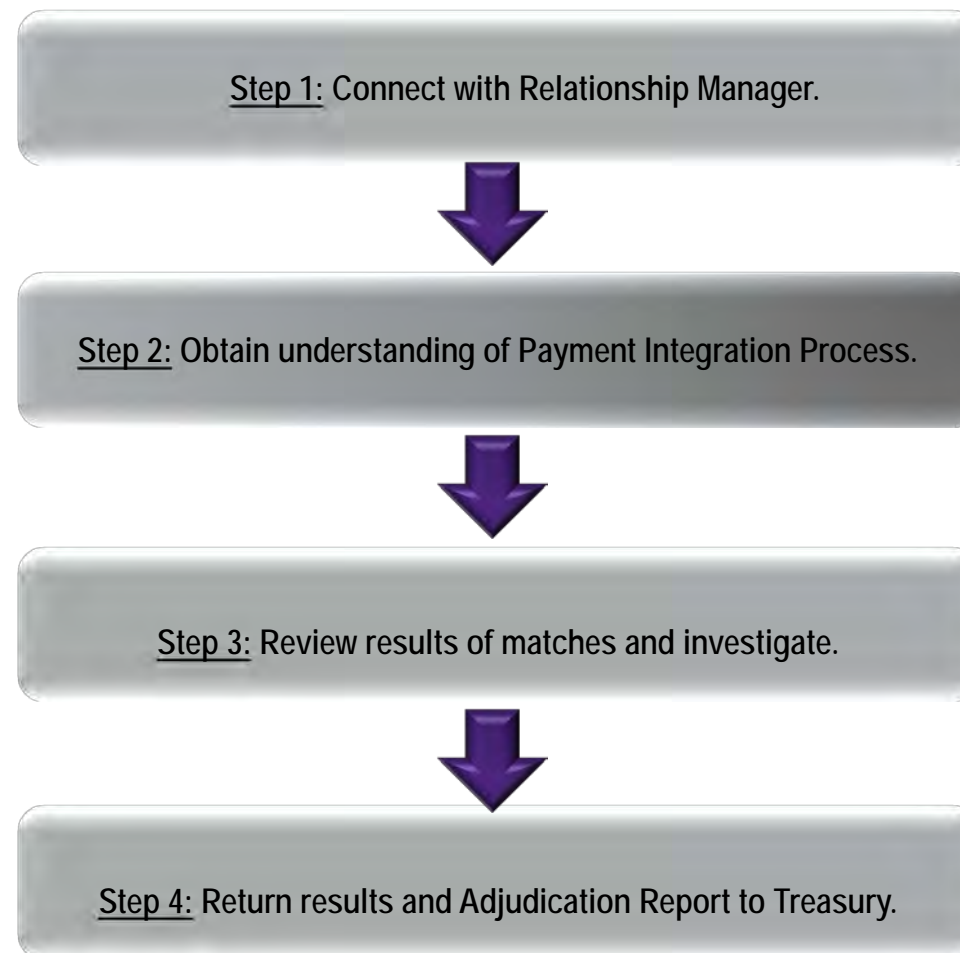 Step 1: Connect with Relationship Manager.
Step 2: Obtain understanding of Payment Integration Process.
Step 3: Review results of matches and investigate.
Step 4: Return results and Adjudication Report to Treasury.